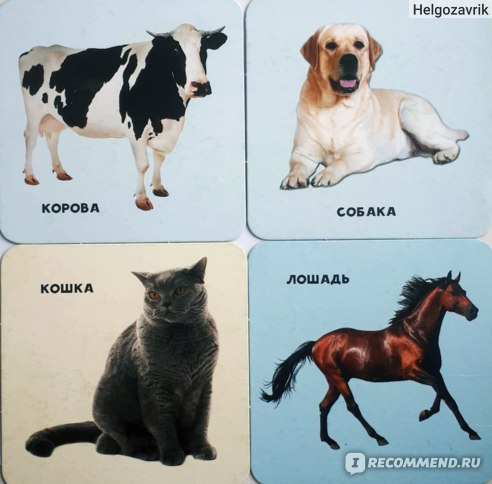 Helgozavrik
КОРОВА
СОБАКА
КОШКА
ЛОШАДЬ
I RECOMMEND.RU